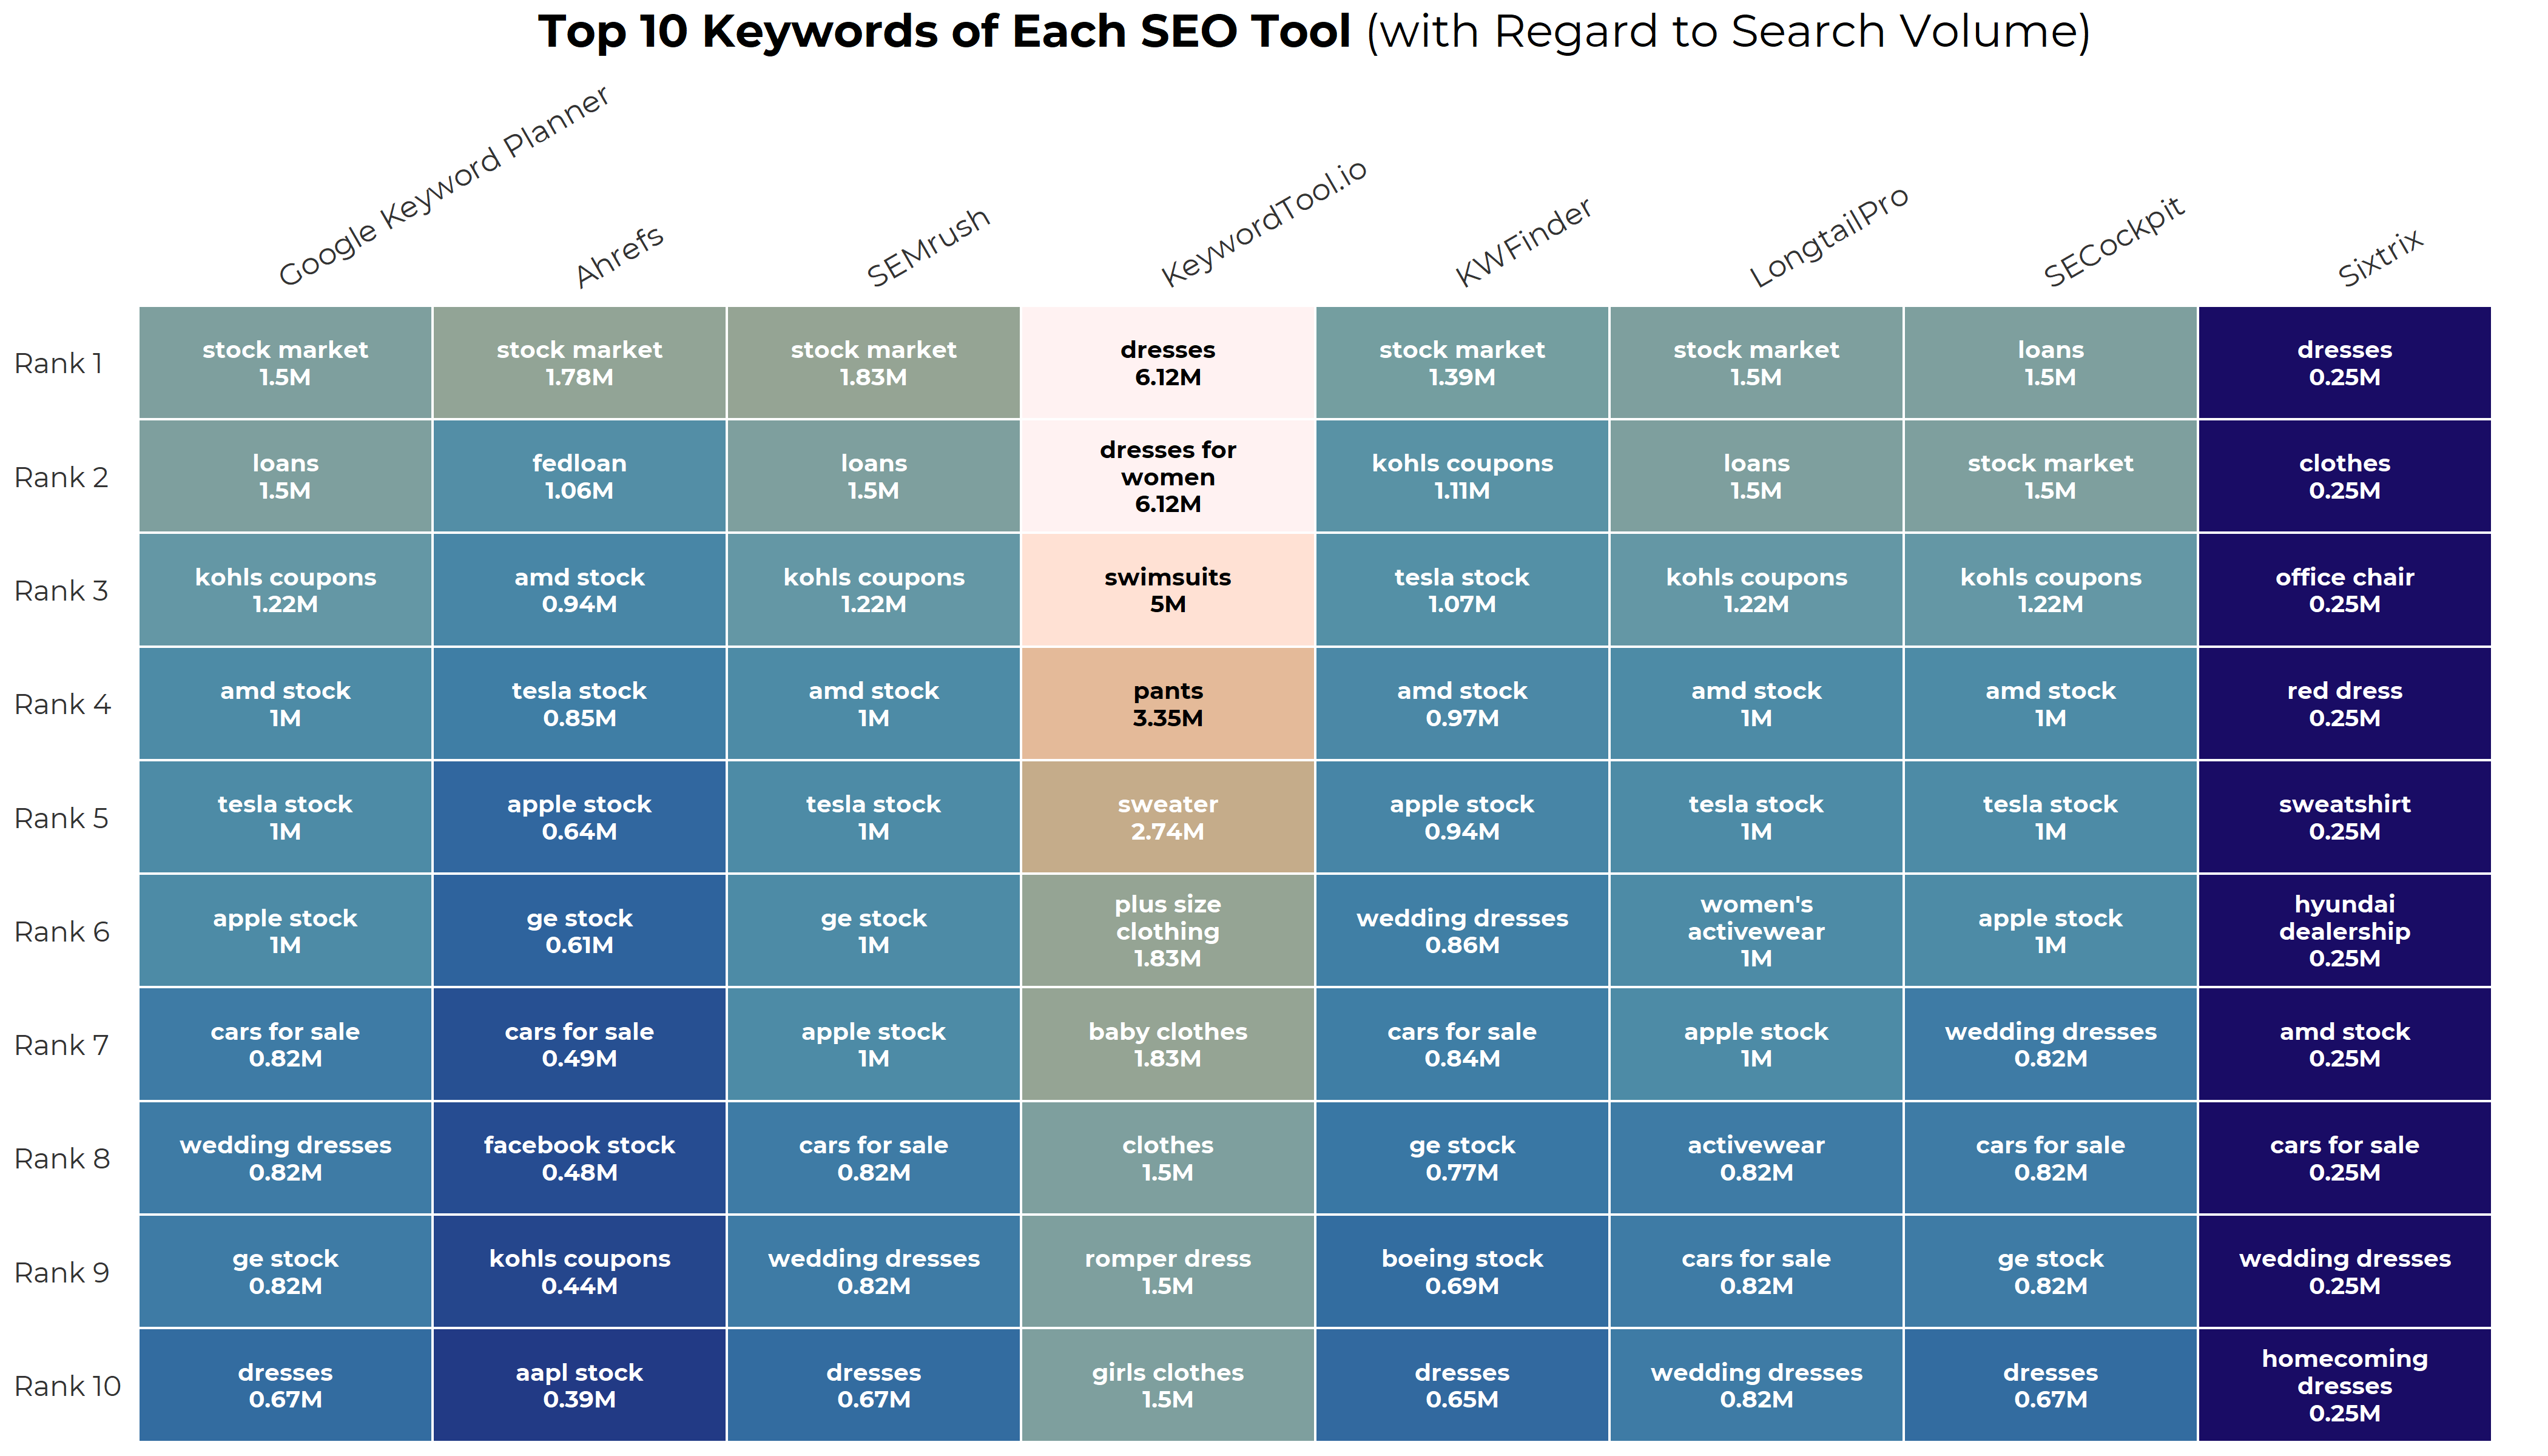 Top 10 Keywords of Each SEO Tool (with Regard to Search Volume)
Google Keyword Planner
Ahrefs
SEMrush
KeywordTool.io
KWFinder
LongtailPro
SECockpit
Sixtrix
Rank 1
stock market
1.5M
stock market
1.78M
stock market
1.83M
dresses
6.12M
stock market
1.39M
stock market
1.5M
loans
1.5M
dresses
0.25M
Rank 2
loans
1.5M
fedloan
1.06M
loans
1.5M
dresses for
women
6.12M
kohls coupons
1.11M
loans
1.5M
stock market
1.5M
clothes
0.25M
Rank 3
kohls coupons
1.22M
amd stock
0.94M
kohls coupons
1.22M
swimsuits
5M
tesla stock
1.07M
kohls coupons
1.22M
kohls coupons
1.22M
office chair
0.25M
Rank 4
amd stock
1M
tesla stock
0.85M
amd stock
1M
pants
3.35M
amd stock
0.97M
amd stock
1M
amd stock
1M
red dress
0.25M
Rank 5
tesla stock
1M
apple stock
0.64M
tesla stock
1M
sweater
2.74M
apple stock
0.94M
tesla stock
1M
tesla stock
1M
sweatshirt
0.25M
Rank 6
apple stock
1M
ge stock
0.61M
ge stock
1M
plus size
clothing
1.83M
wedding dresses
0.86M
women's
activewear
1M
apple stock
1M
hyundai
dealership
0.25M
Rank 7
cars for sale
0.82M
cars for sale
0.49M
apple stock
1M
baby clothes
1.83M
cars for sale
0.84M
apple stock
1M
wedding dresses
0.82M
amd stock
0.25M
Rank 8
wedding dresses
0.82M
facebook stock
0.48M
cars for sale
0.82M
clothes
1.5M
ge stock
0.77M
activewear
0.82M
cars for sale
0.82M
cars for sale
0.25M
Rank 9
ge stock
0.82M
kohls coupons
0.44M
wedding dresses
0.82M
romper dress
1.5M
boeing stock
0.69M
cars for sale
0.82M
ge stock
0.82M
wedding dresses
0.25M
Rank 10
dresses
0.67M
aapl stock
0.39M
dresses
0.67M
girls clothes
1.5M
dresses
0.65M
wedding dresses
0.82M
dresses
0.67M
homecoming
dresses
0.25M